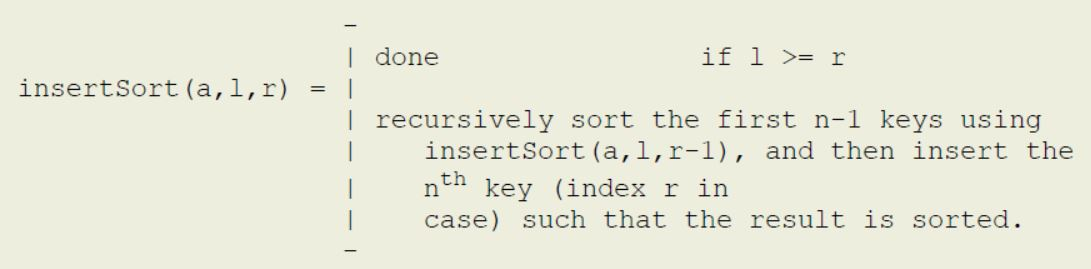 | done if l >= r
insertSort(a,l,r) = |
| recursively sort the first n-1 keys using
| insertSort(a,l,r-1), and then insert the
| nth key (index r in
| case) such that the result is sorted.